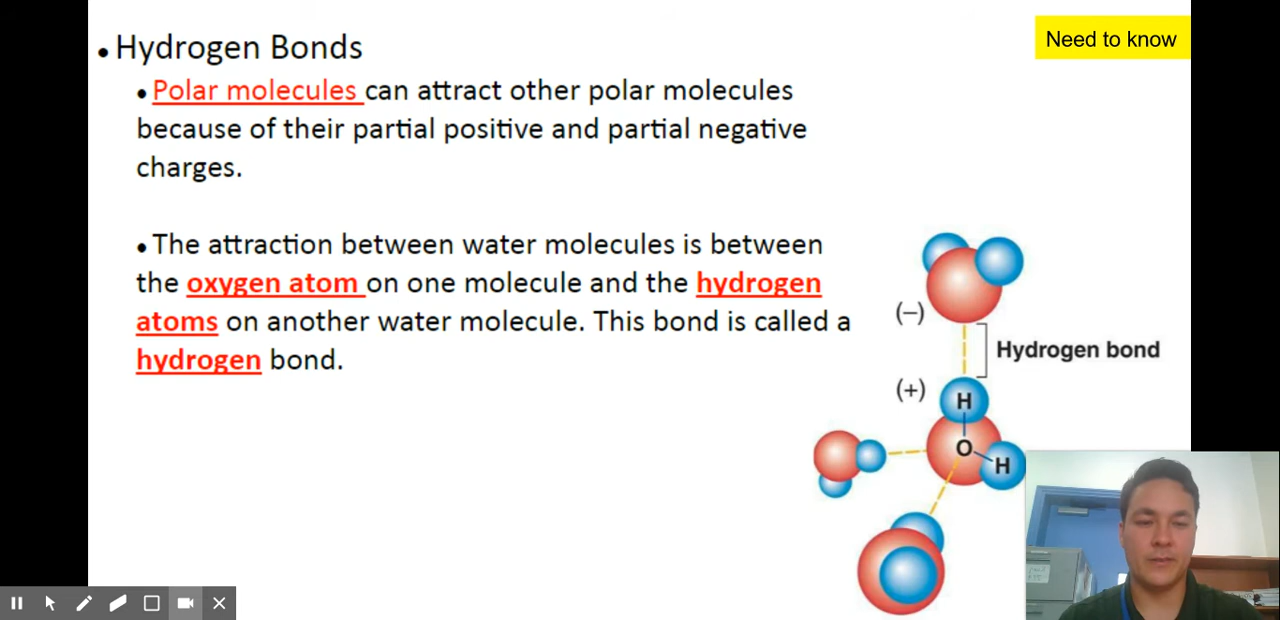 • Hydrogen Bonds
Need to know
• Polar molecules can attract other polar molecules
because of their partial positive and partial negative
charges.
• The attraction between water molecules is between
the oxygen atom on one molecule and the hydrogen
atoms on another water molecule. This bond is called a
hydrogen bond.
(−)
Hydrogen bond
(+)
H
O
H